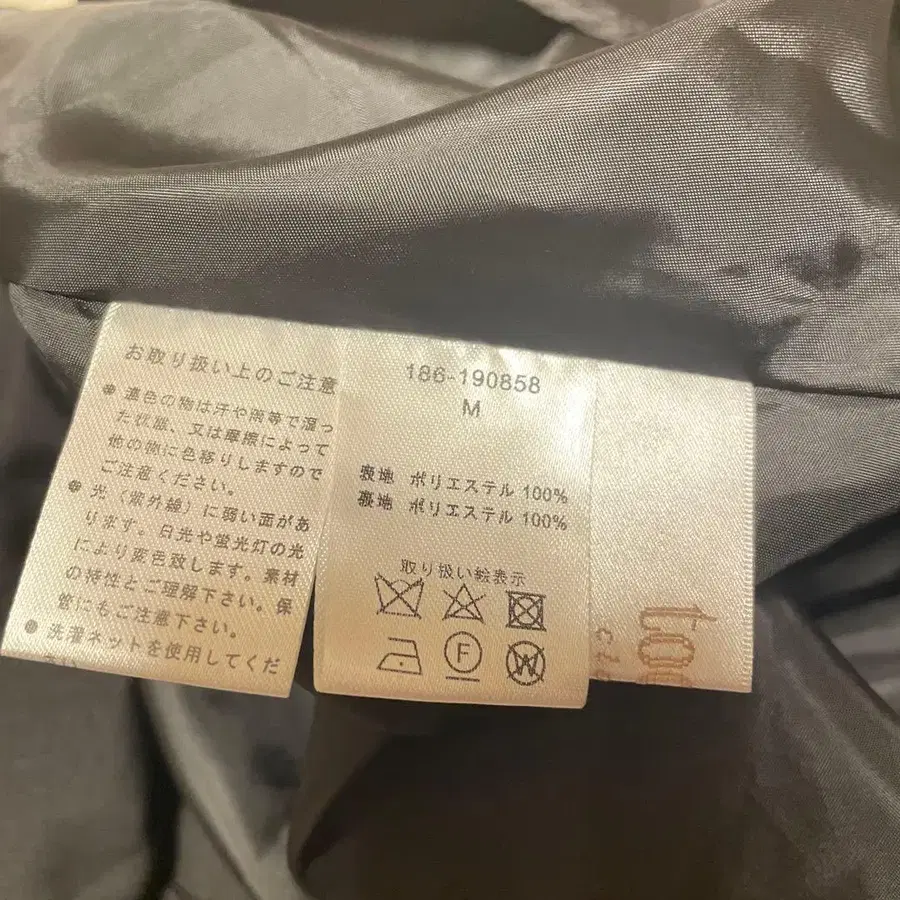 お取り扱い上のご注意
● 濃色の物は汗や雨等で湿っ
た状態、又は摩擦によって
他の物に色移りしますので
ご注意ください。
● 光(紫外線)に弱い面があ
ります。日光や蛍光灯の光
により変色致します。素材
の特性とご理解下さい。保
管にもご注意下さい。
● 洗濯ネットを使用してくだ
186-190858
M
表地 ポリエステル 100%
裏地 ポリエステル 100%
取り扱い絵表示
F
W